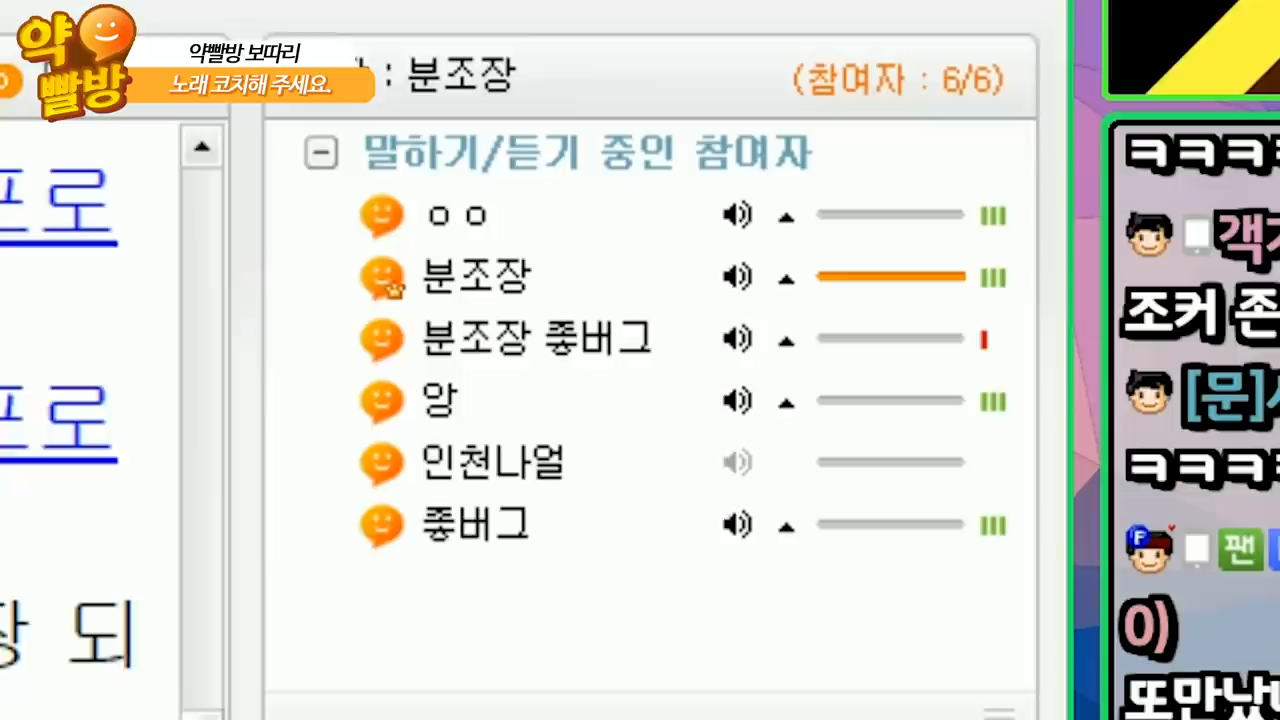 약빨방
약빨방 보따리
노래 코치해 주세요.
: 분조장
(참여자 : 6/6)
말하기/듣기 중인 참여자
ㅇ ㅇ
분조장
분조장 좋버그
앙
인천나얼
좋버그
프로
프로
장 되
ㅋㅋㅋ
객
조커 존
[문]
ㅋㅋㅋ
팬
이)
또만났